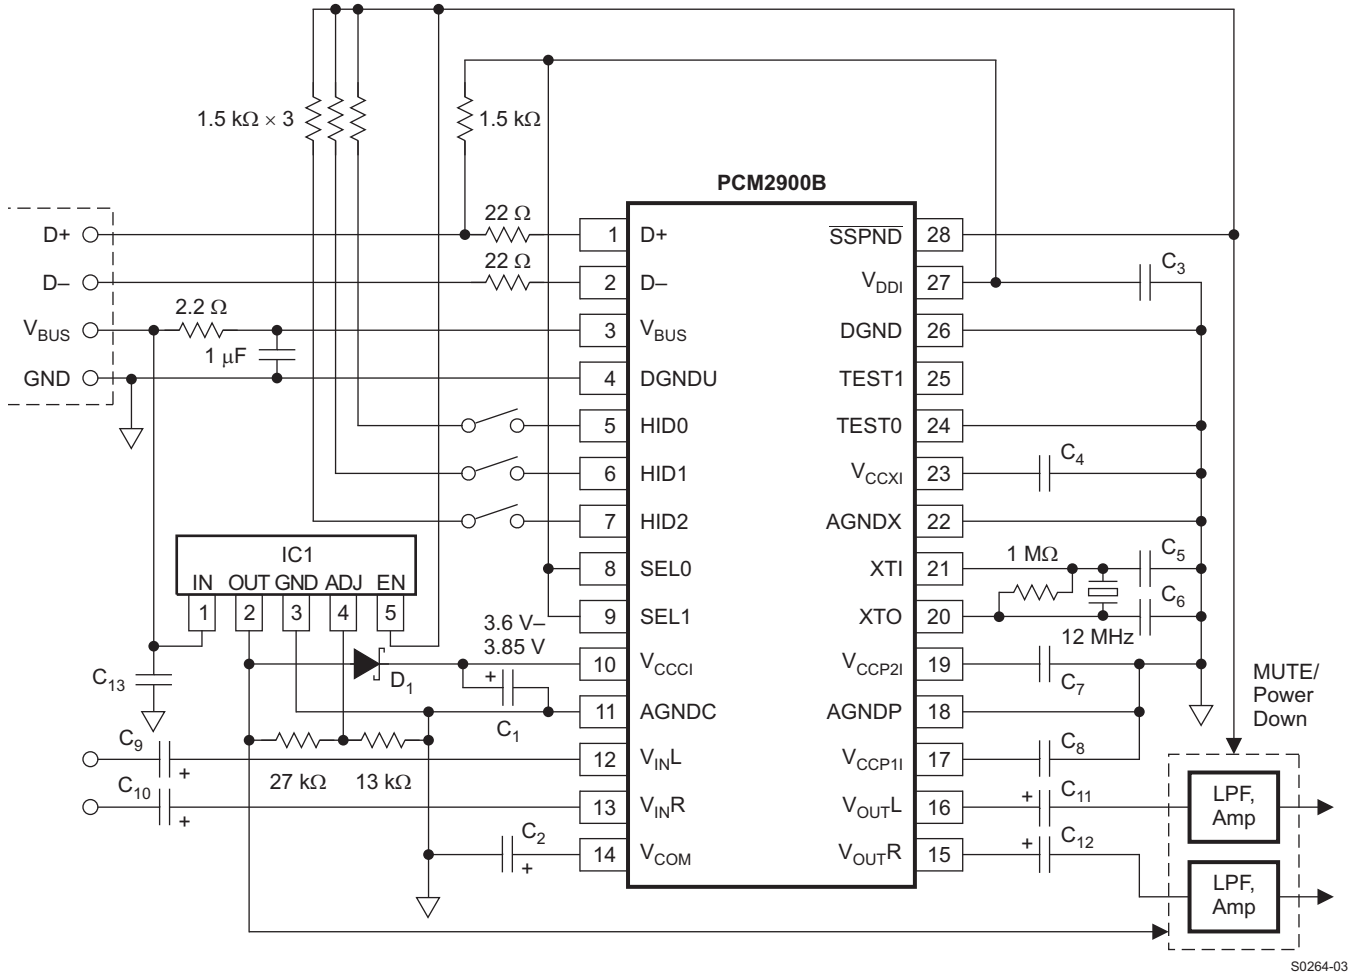 1.5 kΩ × 3
1.5 kΩ
PCM2900B
D+
D–
VBUS
GND
22 Ω
22 Ω
2.2 Ω
1 μF
1 D+
2 D–
3 VBUS
4 DGNDU
5 HID0
6 HID1
7 HID2
8 SEL0
9 SEL1
10 VCCCI
11 AGNDC
12 VINL
13 VINR
14 VCOM
SSPND 28
VDDI 27
DGND 26
TEST1 25
TEST0 24
VCCXI 23
AGNDX 22
XTI 21
XTO 20
VCCP2I 19
AGNDP 18
VCCP1I 17
VOUTL 16
VOUTR 15
C3
C4
1 MΩ
C5
C6
12 MHz
C7
C8
+ C11
+ C12
IC1
IN OUT GND ADJ EN
1 2 3 4 5
3.6 V–
3.85 V
D1
+
C1
C13
C9
+
C10
+
27 kΩ
13 kΩ
C2
+
MUTE/
Power
Down
LPF,
Amp
LPF,
Amp
S0264-03